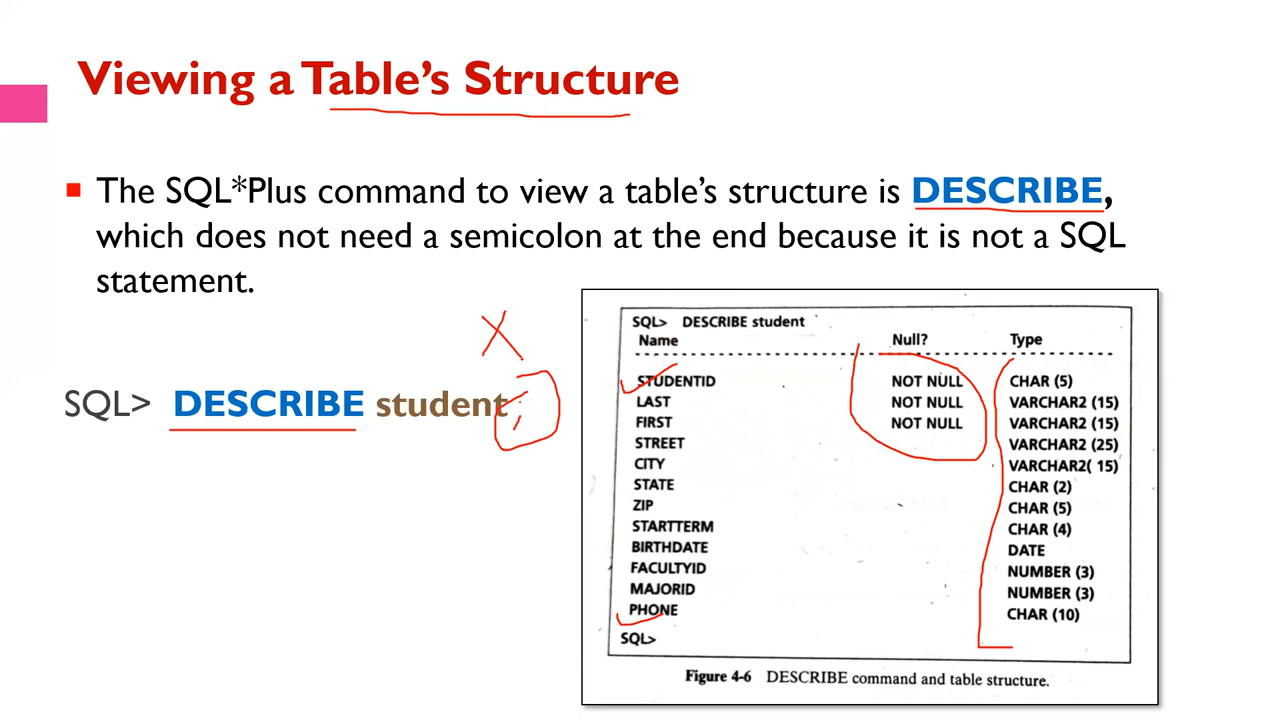 Viewing a Table's Structure
The SQL*Plus command to view a table's structure is DESCRIBE,
which does not need a semicolon at the end because it is not a SQL
statement.
SQL> DESCRIBE student ;
X
SQL> DESCRIBE student
Name Null? Type
STUDENTID NOT NULL CHAR (5)
LAST NOT NULL VARCHAR2 (15)
FIRST NOT NULL VARCHAR2 (15)
STREET VARCHAR2 (25)
CITY VARCHAR2( 15)
STATE CHAR (2)
ZIP CHAR (5)
STARTTERM CHAR (4)
BIRTHDATE DATE
FACULTYID NUMBER (3)
MAJORID NUMBER (3)
PHONE CHAR (10)
SQL>
Figure 4-6 DESCRIBE command and table structure.